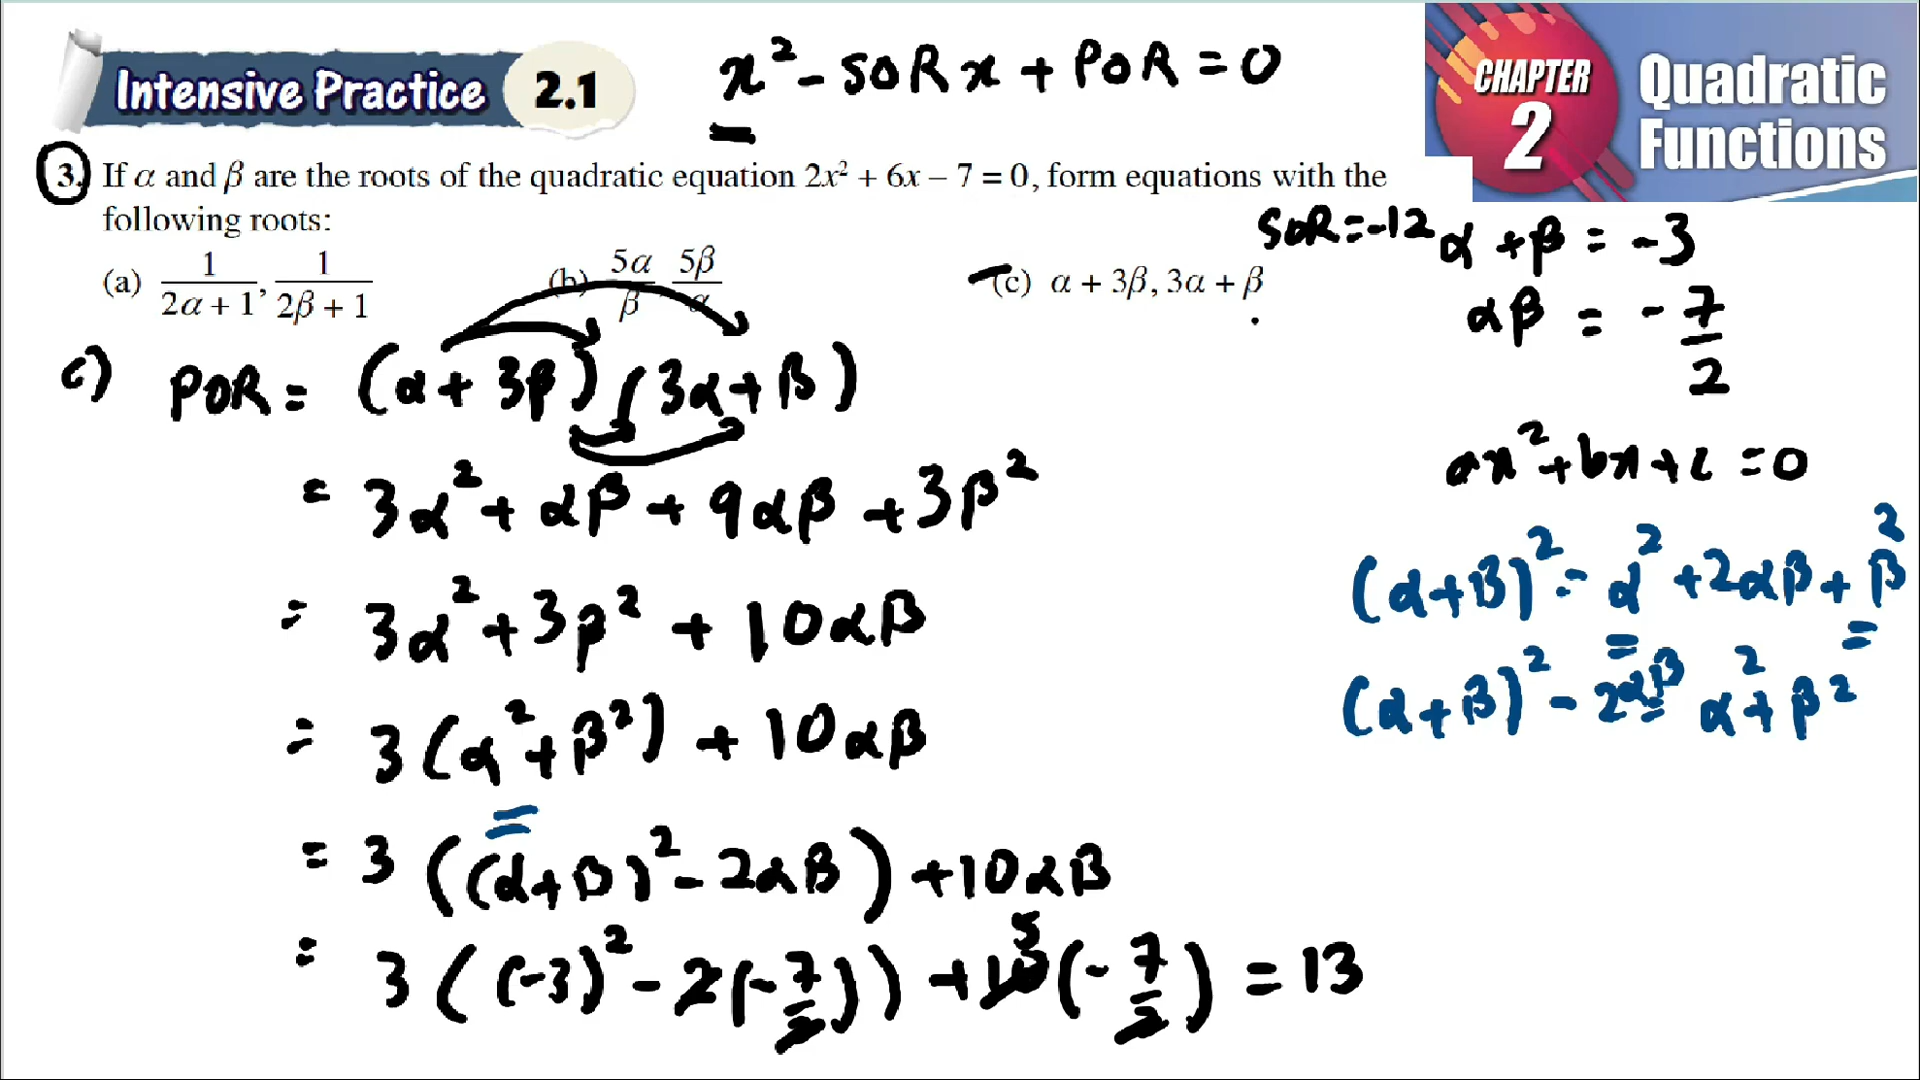 Intensive Practice 2.1
x² - SORx + POR = 0
CHAPTER 2
Quadratic Functions
3. If α and β are the roots of the quadratic equation 2x² + 6x – 7 = 0, form equations with the
following roots:
(a) 1/(2α + 1), 1/(2β + 1) (b) 5α/β, 5β/α (c) α + 3β, 3α + β
SOR = -12
α + β = -3
αβ = -7/2
ax² + bx + c = 0
(α+β)² = α² + 2αβ + β²
(α+β)² - 2αβ = α² + β²
c) POR = (α + 3β)(3α + β)
= 3α² + αβ + 9αβ + 3β²
= 3α² + 3β² + 10αβ
= 3(α² + β²) + 10αβ
= 3((α+β)² - 2αβ) + 10αβ
= 3((-3)² - 2(-7/2)) + 10 5 (-7/2) = 13